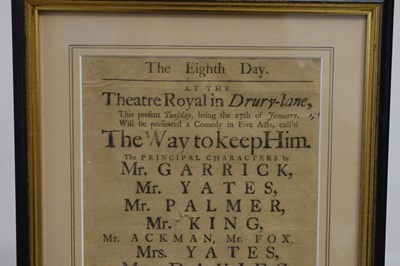 The Eighth Day.
AT THE
Theatre Royal in Drury-lane,
This present Tuesday, being the 27th of January.
Will be presented a Comedy in Five Acts, call'd
The Way to keep Him.
The PRINCIPAL CHARACTERS by
Mr. GARRICK,
Mr. YATES,
Mr. PALMER,
Mr. KING,
Mr. ACKMAN, Mr. FOX,
Mrs. YATES,
DAVIES